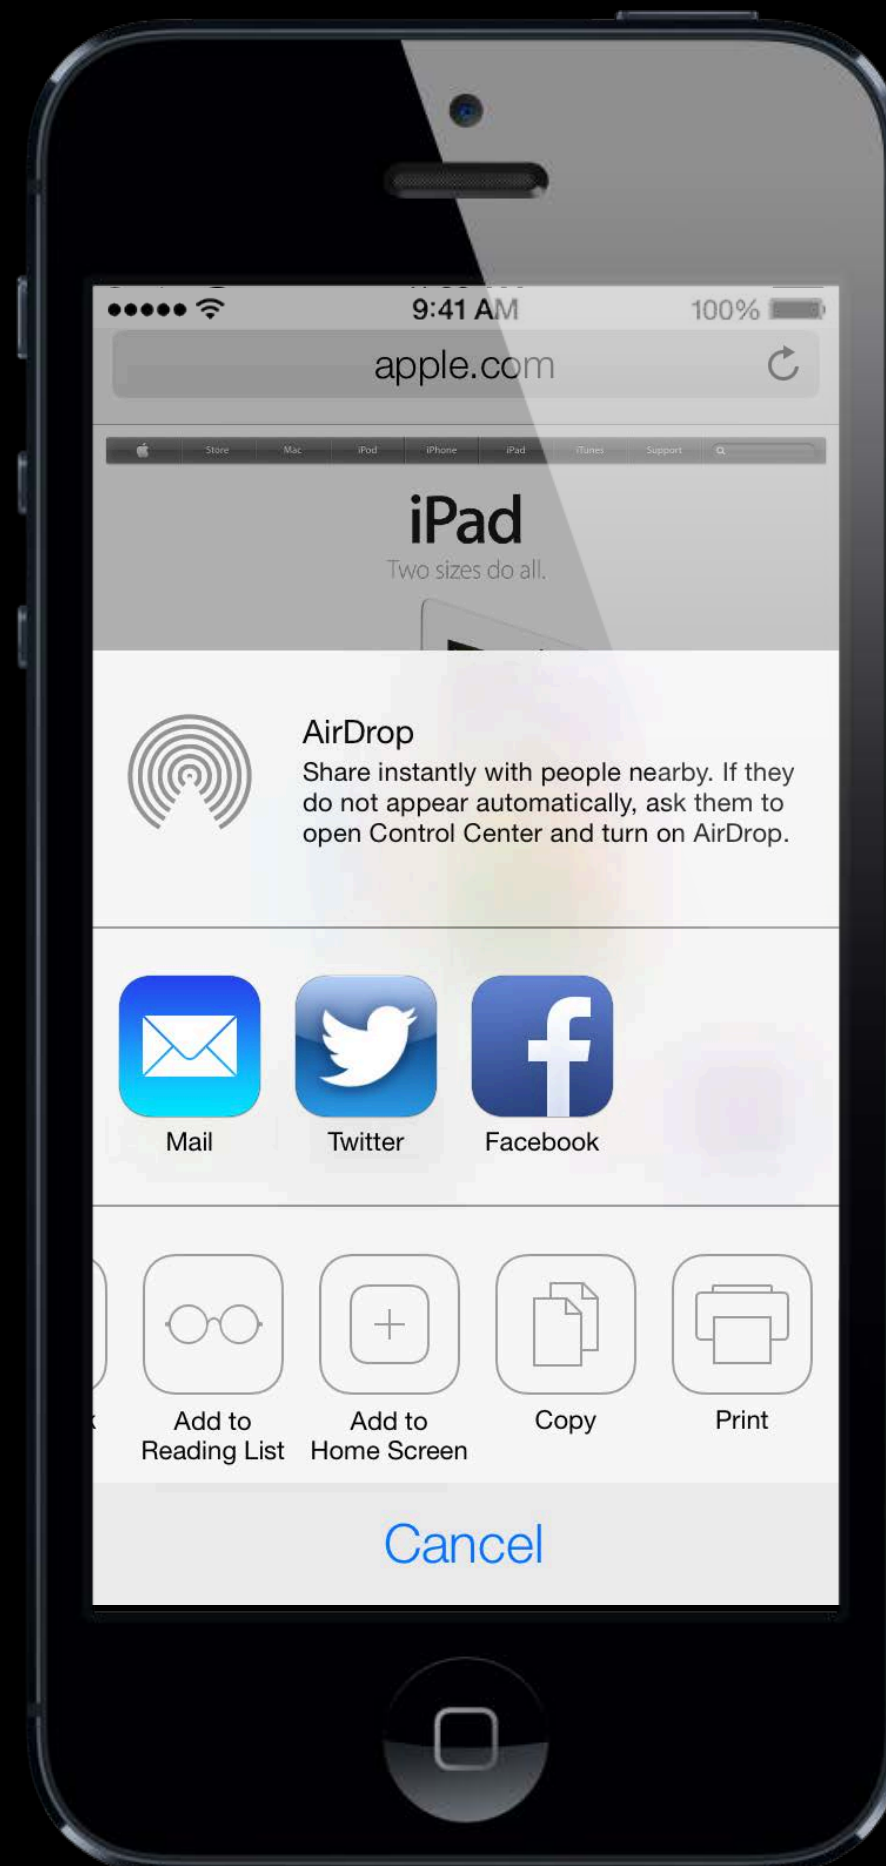 9:41 AM
100%
apple.com
Store Mac iPod iPhone iPad iTunes Support
iPad
Two sizes do all.
AirDrop
Share instantly with people nearby. If they
do not appear automatically, ask them to
open Control Center and turn on AirDrop.
Mail Twitter Facebook
Add to Add to Copy Print
Reading List Home Screen
Cancel